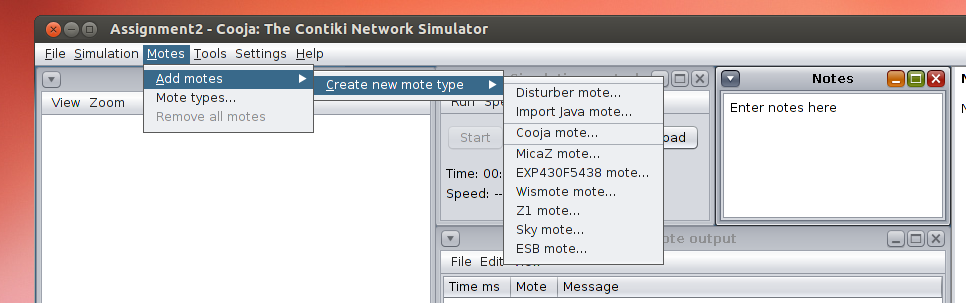 Assignment2 - Cooja: The Contiki Network Simulator
File Simulation Motes Tools Settings Help
Add motes
Mote types...
Remove all motes
Create new mote type
Disturber mote...
Import Java mote...
Cooja mote...
MicaZ mote...
EXP430F5438 mote...
Wismote mote...
Z1 mote...
Sky mote...
ESB mote...
View Zoom
Run
Start
Time: 00:
Speed: --
Notes
Enter notes here
output
File Edit
Time ms Mote Message